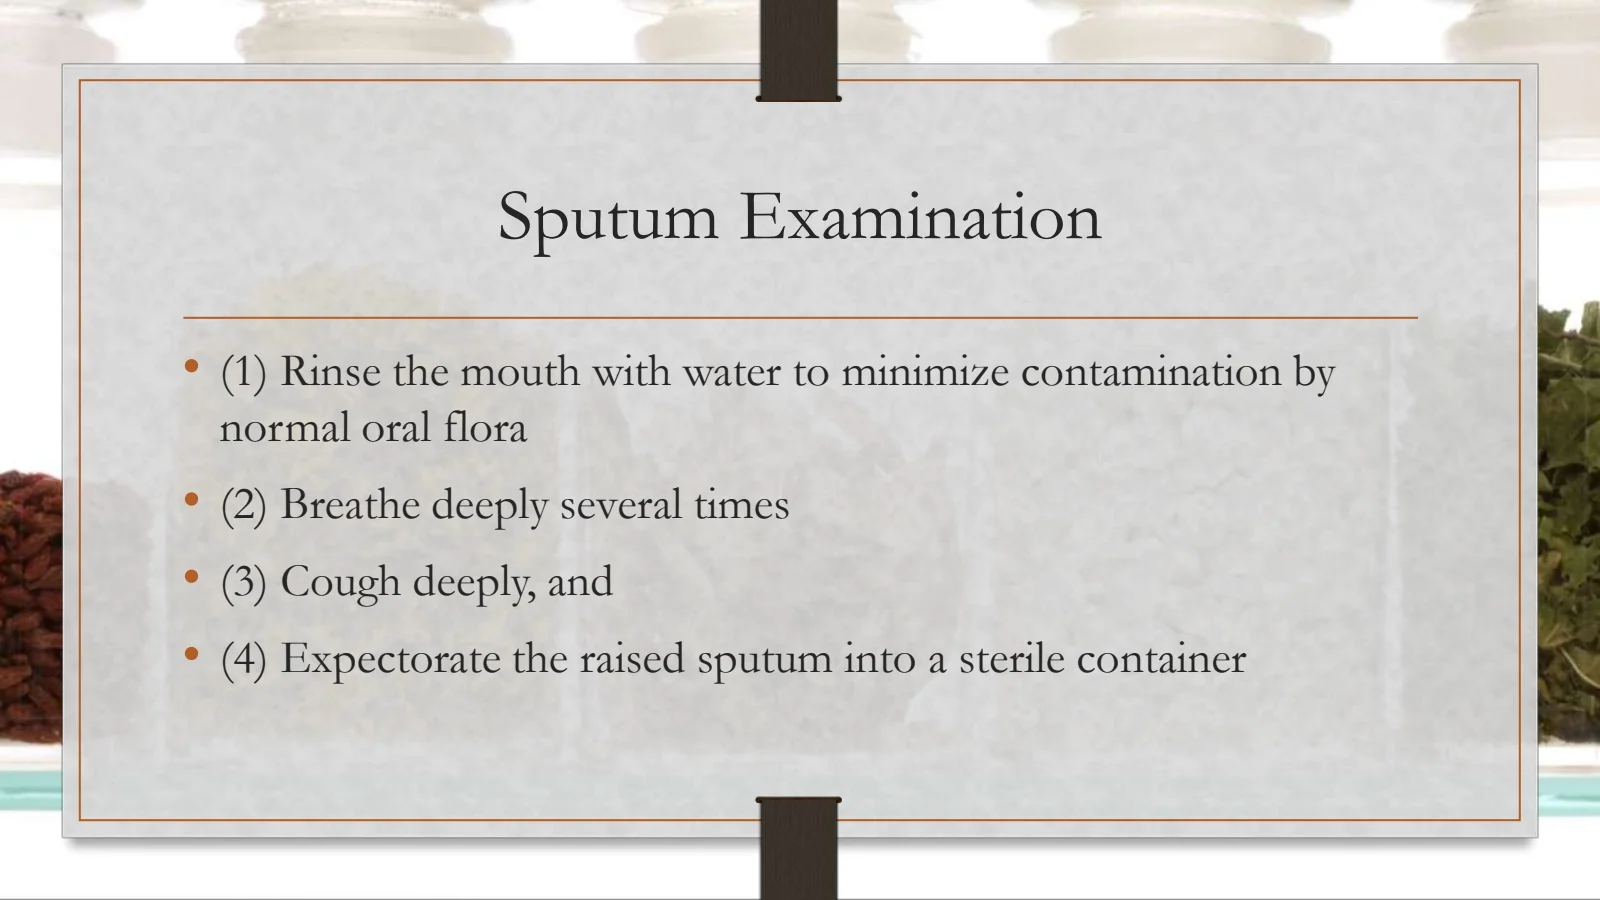 Sputum Examination
• (1) Rinse the mouth with water to minimize contamination by
normal oral flora
• (2) Breathe deeply several times
• (3) Cough deeply, and
• (4) Expectorate the raised sputum into a sterile container